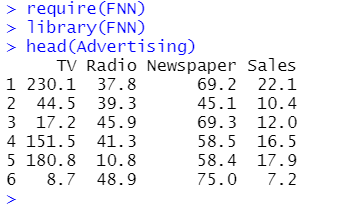 > require(FNN)
> library(FNN)
> head(Advertising)
     TV Radio Newspaper Sales
1 230.1  37.8      69.2  22.1
2  44.5  39.3      45.1  10.4
3  17.2  45.9      69.3  12.0
4 151.5  41.3      58.5  16.5
5 180.8  10.8      58.4  17.9
6   8.7  48.9      75.0   7.2
>